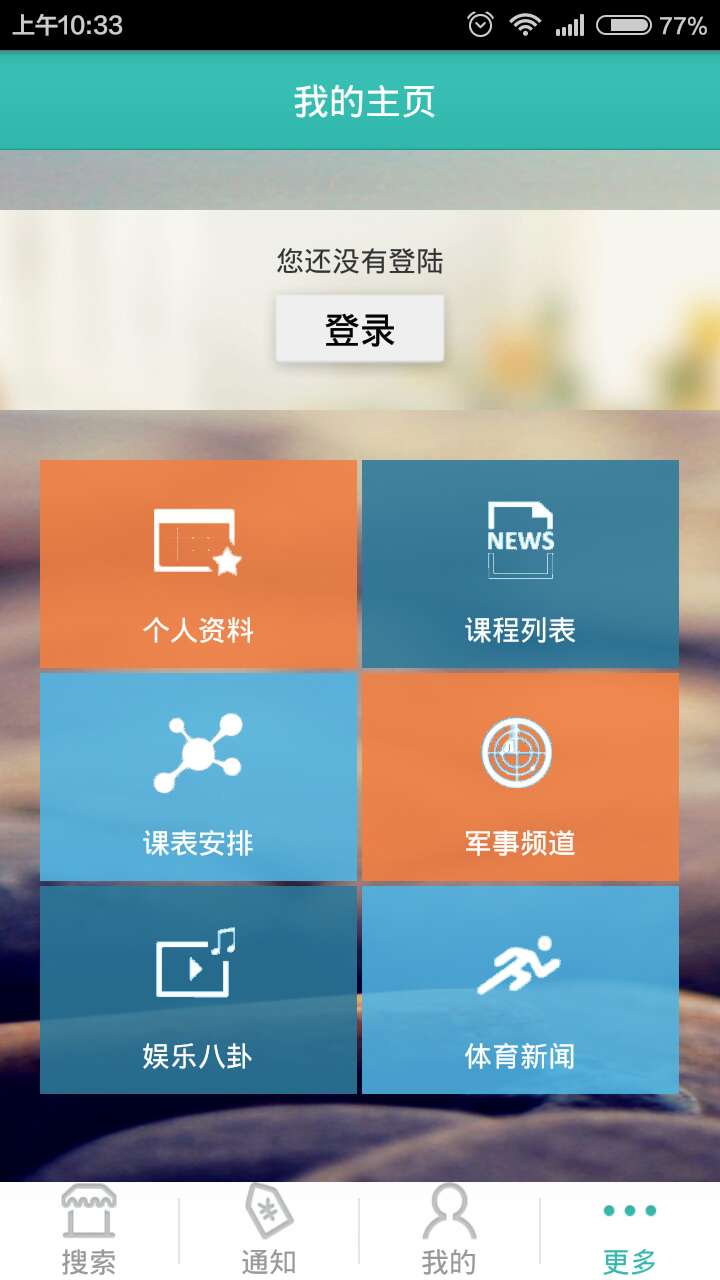 上午10:33
77%
我的主页
您还没有登陆
登录
个人资料
NEWS
课程列表
课表安排
军事频道
娱乐八卦
体育新闻
搜索
通知
我的
更多